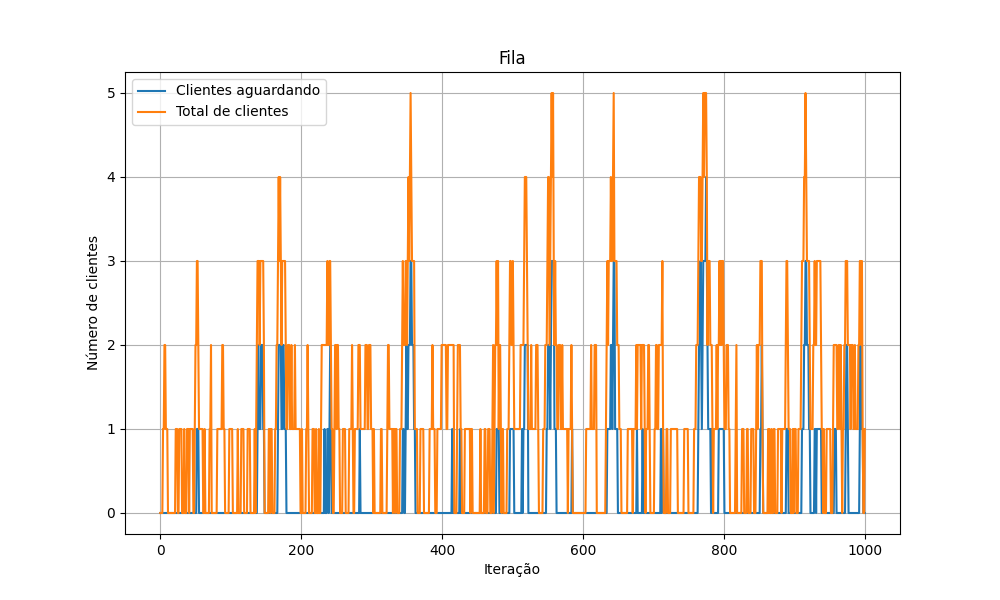 Fila
Clientes aguardando
Total de clientes
Número de clientes
5
4
3
2
1
0
0 200 400 600 800 1000
Iteração